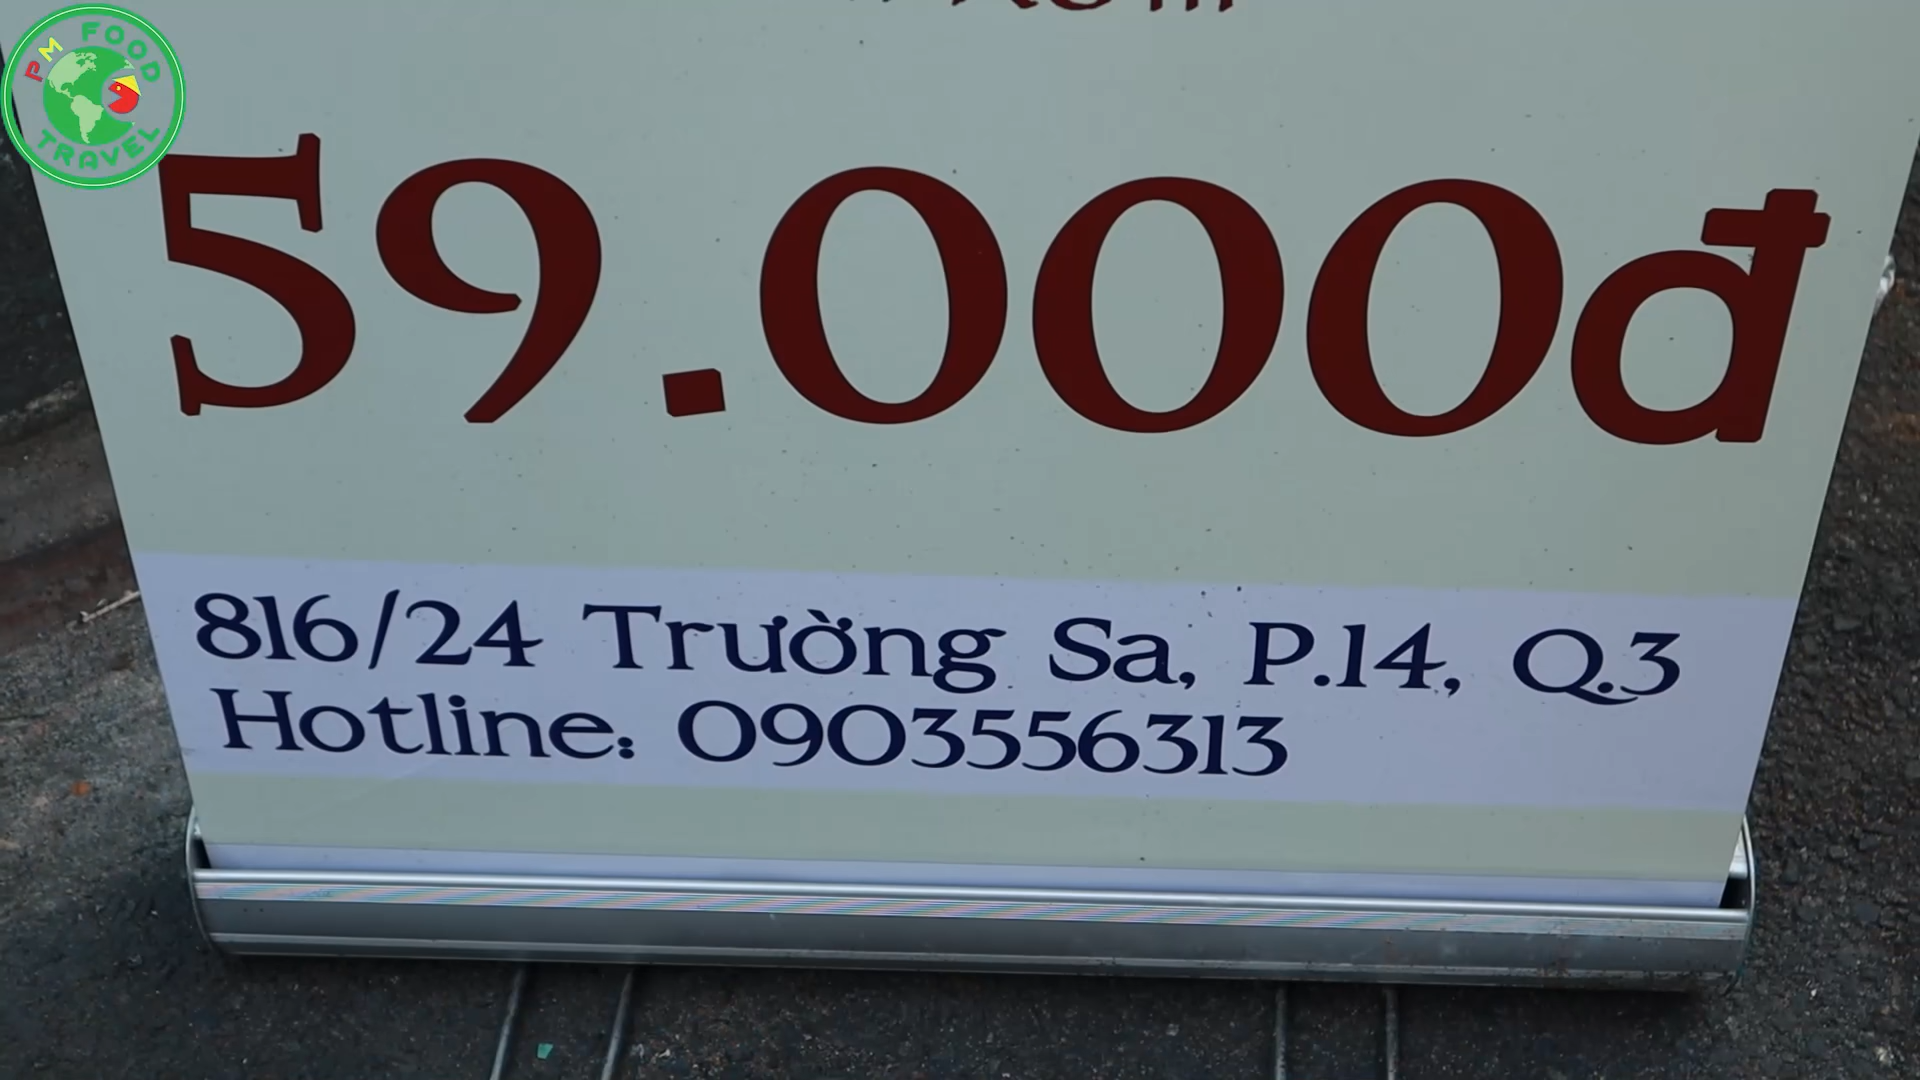 PM FOOD
TRAVEL
59.000đ
816/24 Trường Sa, P.14, Q.3
Hotline: 0903556313